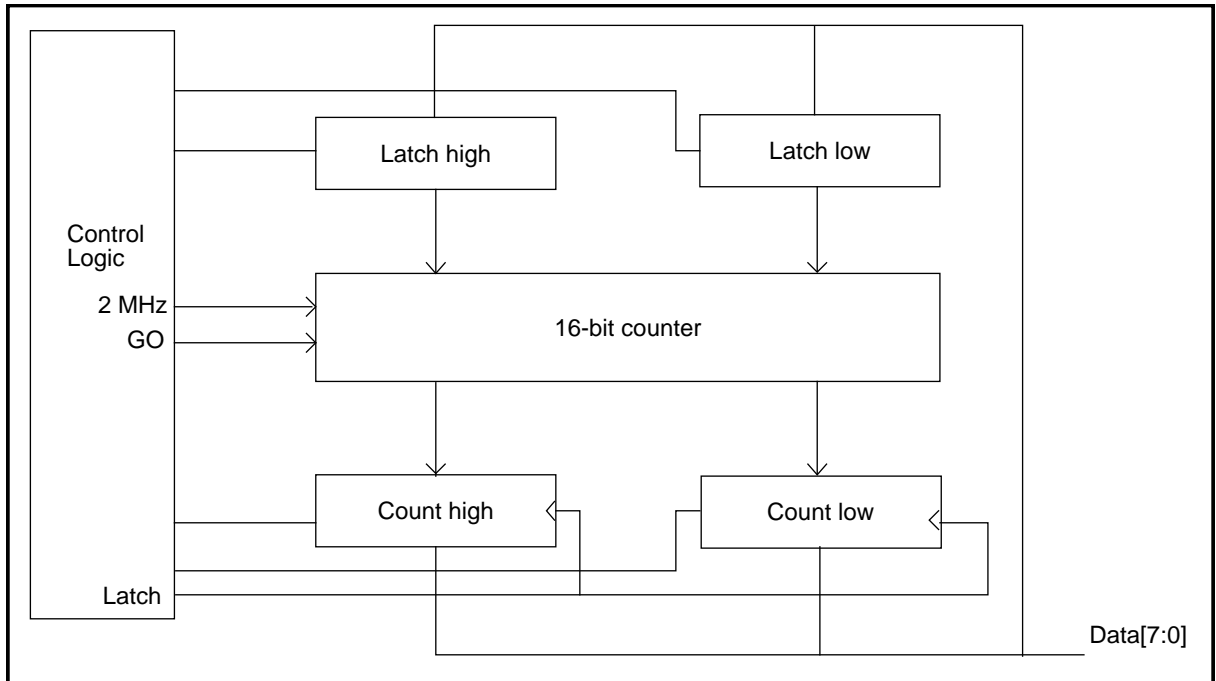 Latch high
Latch low
Control
Logic
2 MHz
GO
16-bit counter
Count high
Count low
Latch
Data[7:0]